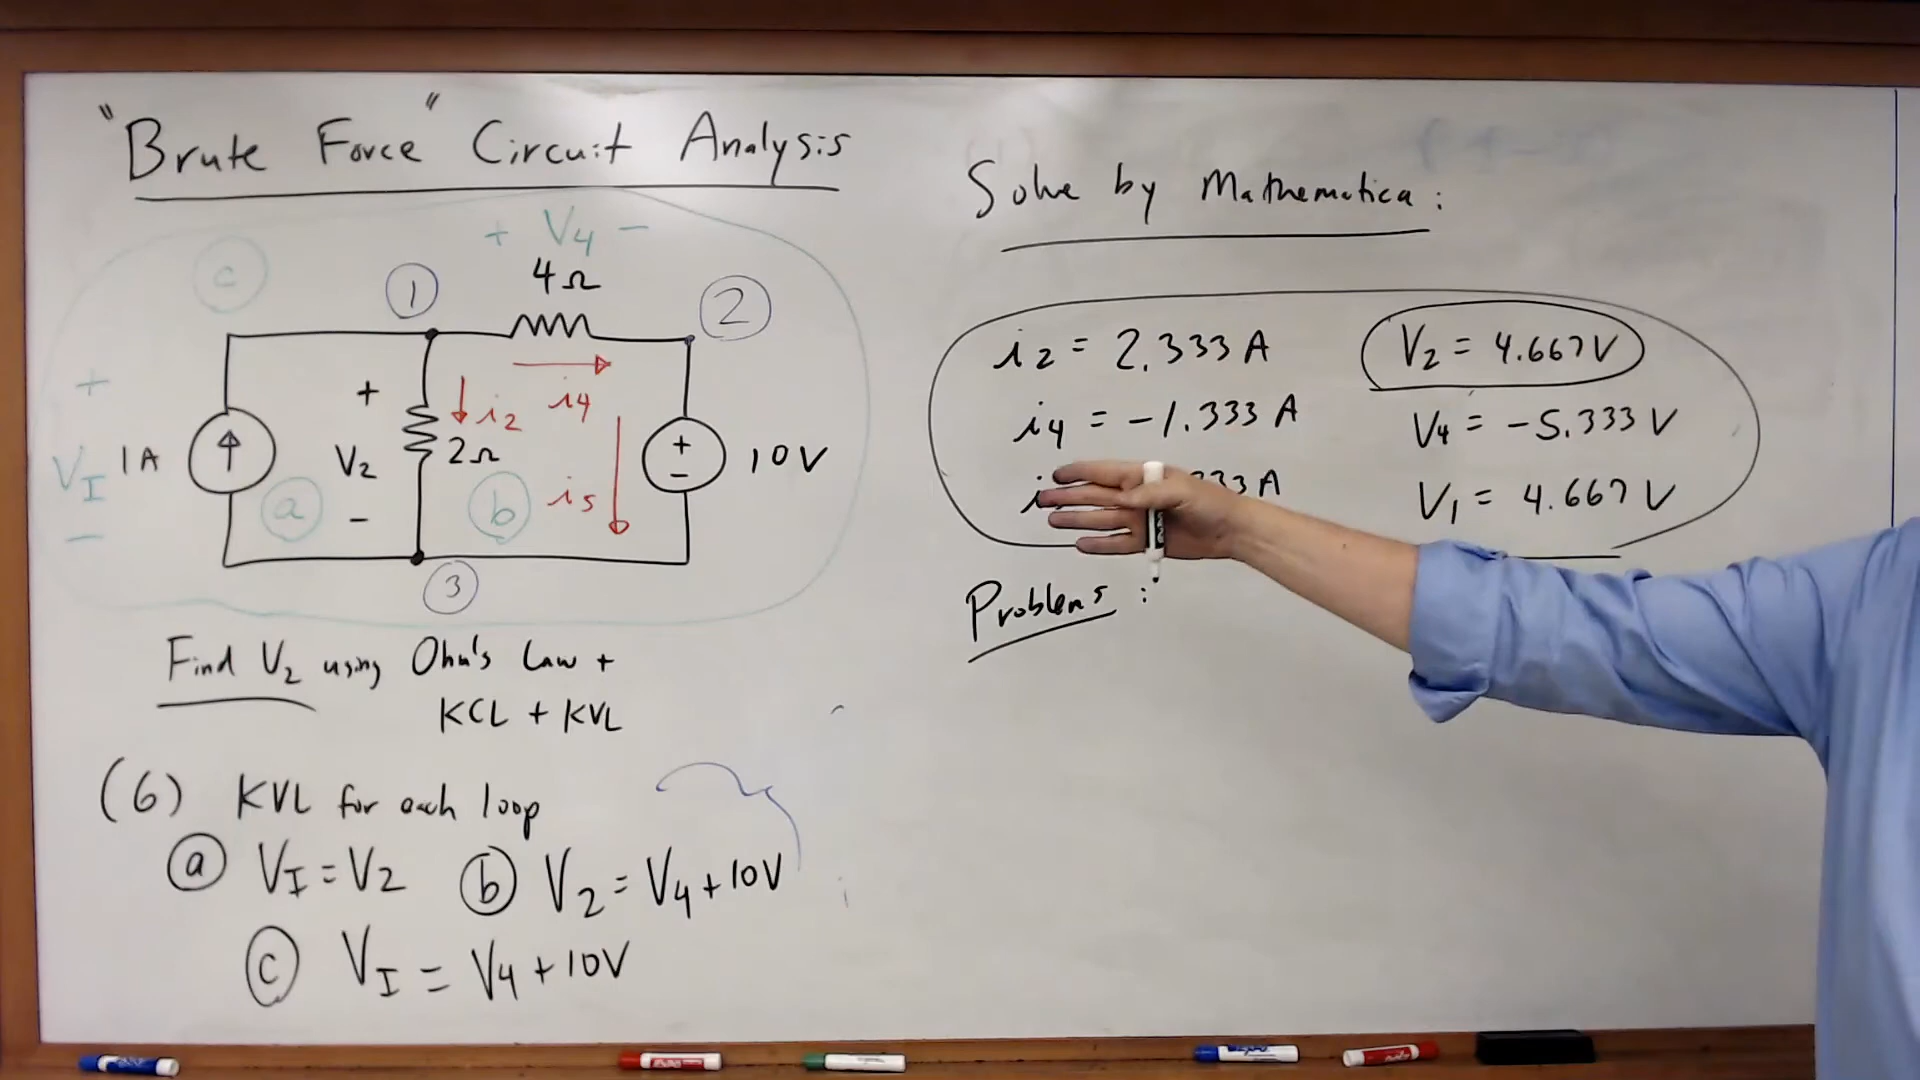 "Brute Force" Circuit Analysis
+ V4 −
4Ω
c
1
2
+
VI
−
1A
+
V2
−
2Ω
i2
i4
i5
a
b
+
−
10V
3
Find V2 using Ohm's Law +
KCL + KVL
(6) KVL for each loop
a VI = V2 b V2 = V4 + 10V
c VI = V4 + 10V
Solve by Mathematica:
i2 = 2.333 A V2 = 4.667V
i4 = -1.333 A V4 = -5.333 V
i 333 A V1 = 4.667 V
Problems: